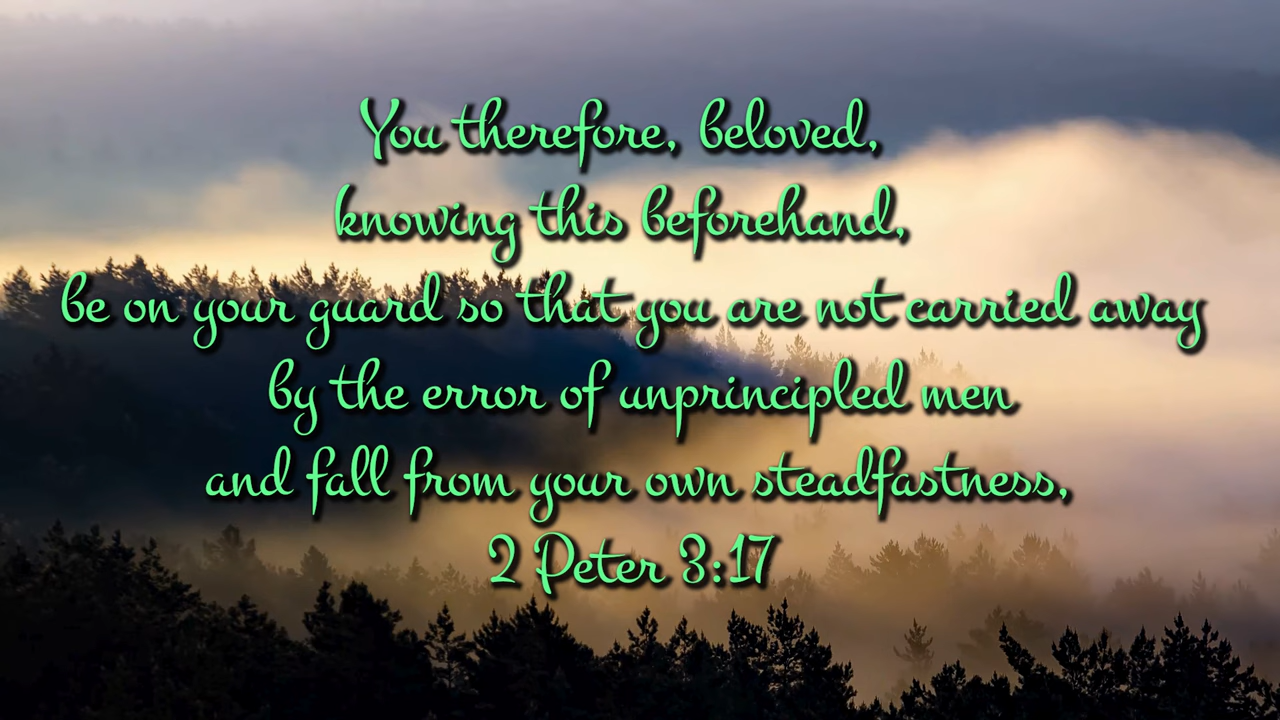 You therefore, beloved,
knowing this beforehand,
be on your guard so that you are not carried away
by the error of unprincipled men
and fall from your own steadfastness,
2 Peter 3:17